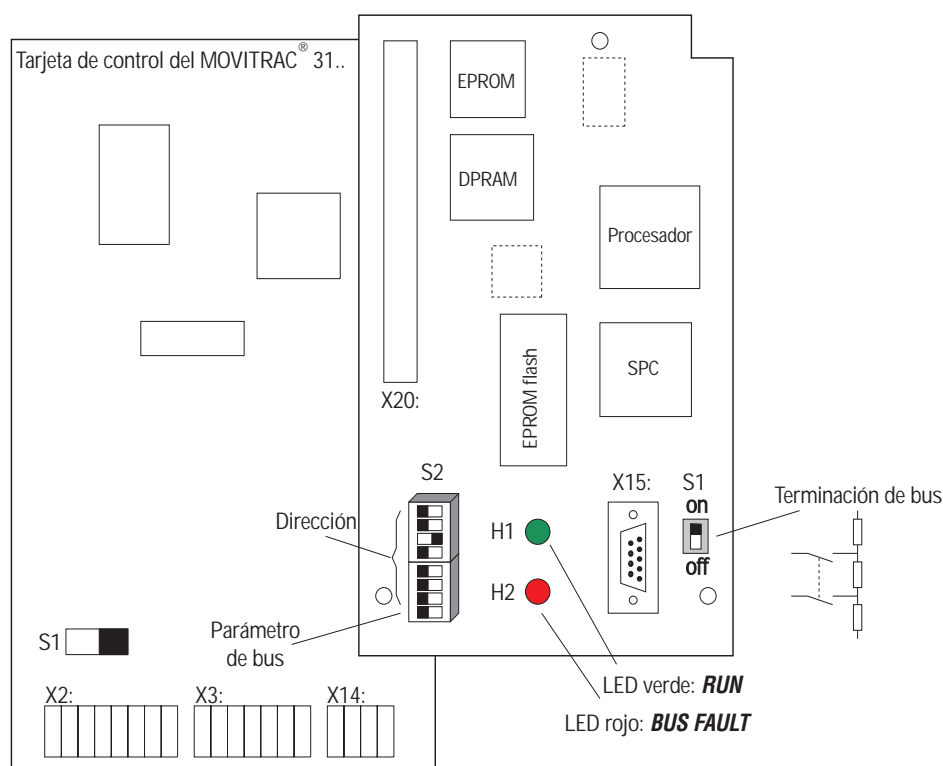 Tarjeta de control del MOVITRAC® 31..
EPROM
DPRAM
Procesador
SPC
EPROM flash
X20:
S2
X15:
S1
on
off
Terminación de bus
Dirección
H1
H2
Parámetro
de bus
S1
X2:
X3:
X14:
LED verde: RUN
LED rojo: BUS FAULT